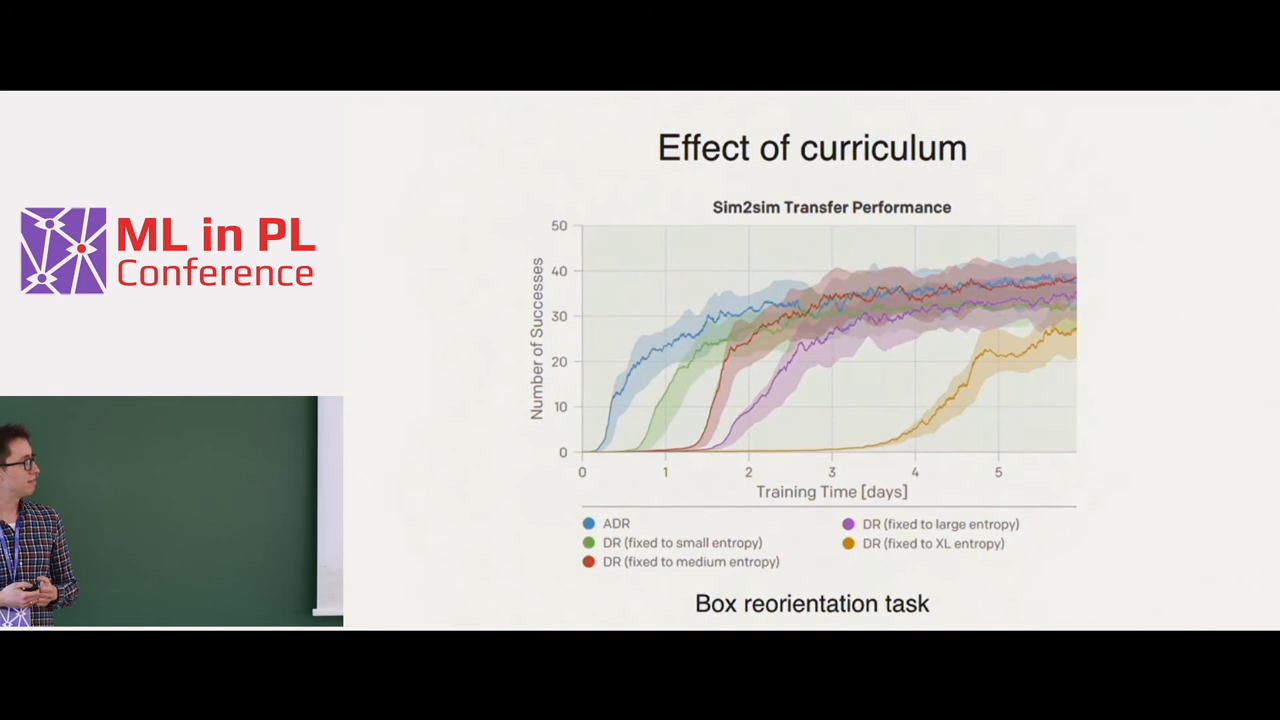 ML in PL
Conference
Effect of curriculum
Sim2sim Transfer Performance
Number of Successes
50
40
30
20
10
0
0 1 2 3 4 5
Training Time [days]
ADR
DR (fixed to small entropy)
DR (fixed to medium entropy)
DR (fixed to large entropy)
DR (fixed to XL entropy)
Box reorientation task